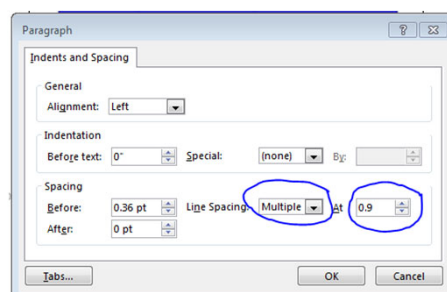 Paragraph
Indents and Spacing
General
Alignment: Left
Indentation
Before text: 0" Special: (none) By:
Spacing
Before: 0.36 pt Line Spacing: Multiple At 0.9
After: 0 pt
Tabs... OK Cancel